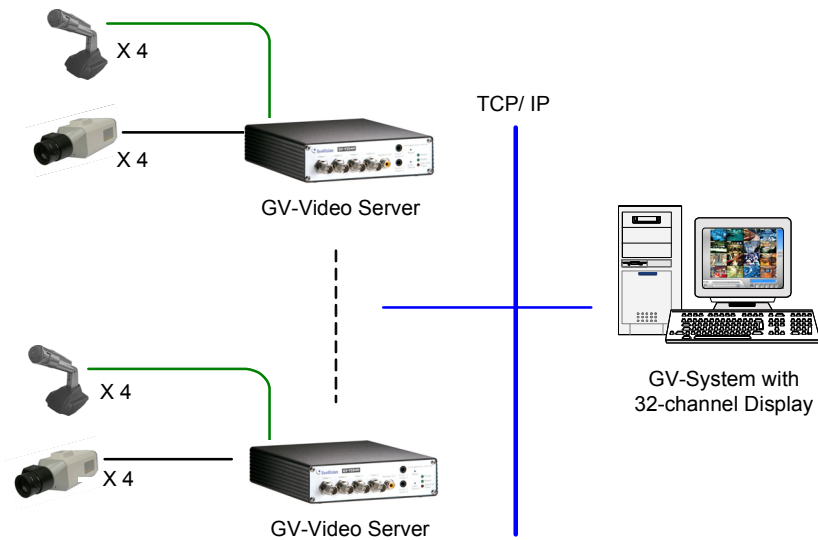 X 4
X 4
TCP/ IP
GV-Video Server
GV-System with
32-channel Display
X 4
X 4
GV-Video Server